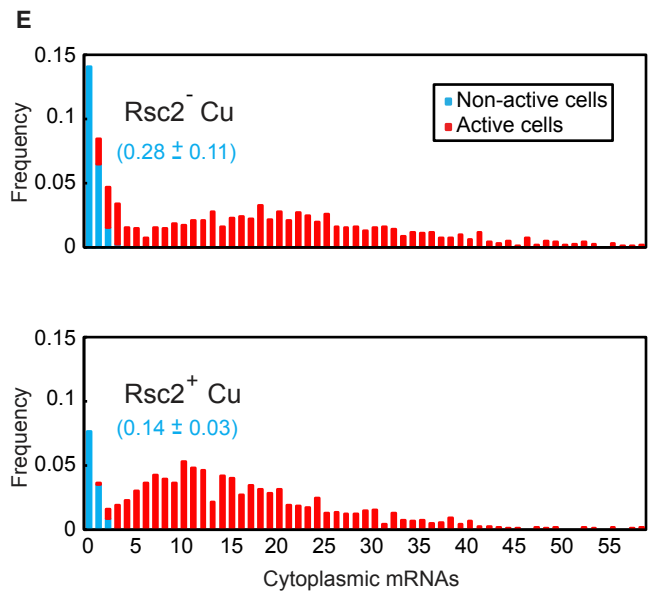 E
0.15
0.1
0.05
0
Frequency
Rsc2⁻ Cu
(0.28 ± 0.11)
Non-active cells
Active cells
0.15
0.1
0.05
0
Frequency
Rsc2⁺ Cu
(0.14 ± 0.03)
0 5 10 15 20 25 30 35 40 45 50 55
Cytoplasmic mRNAs